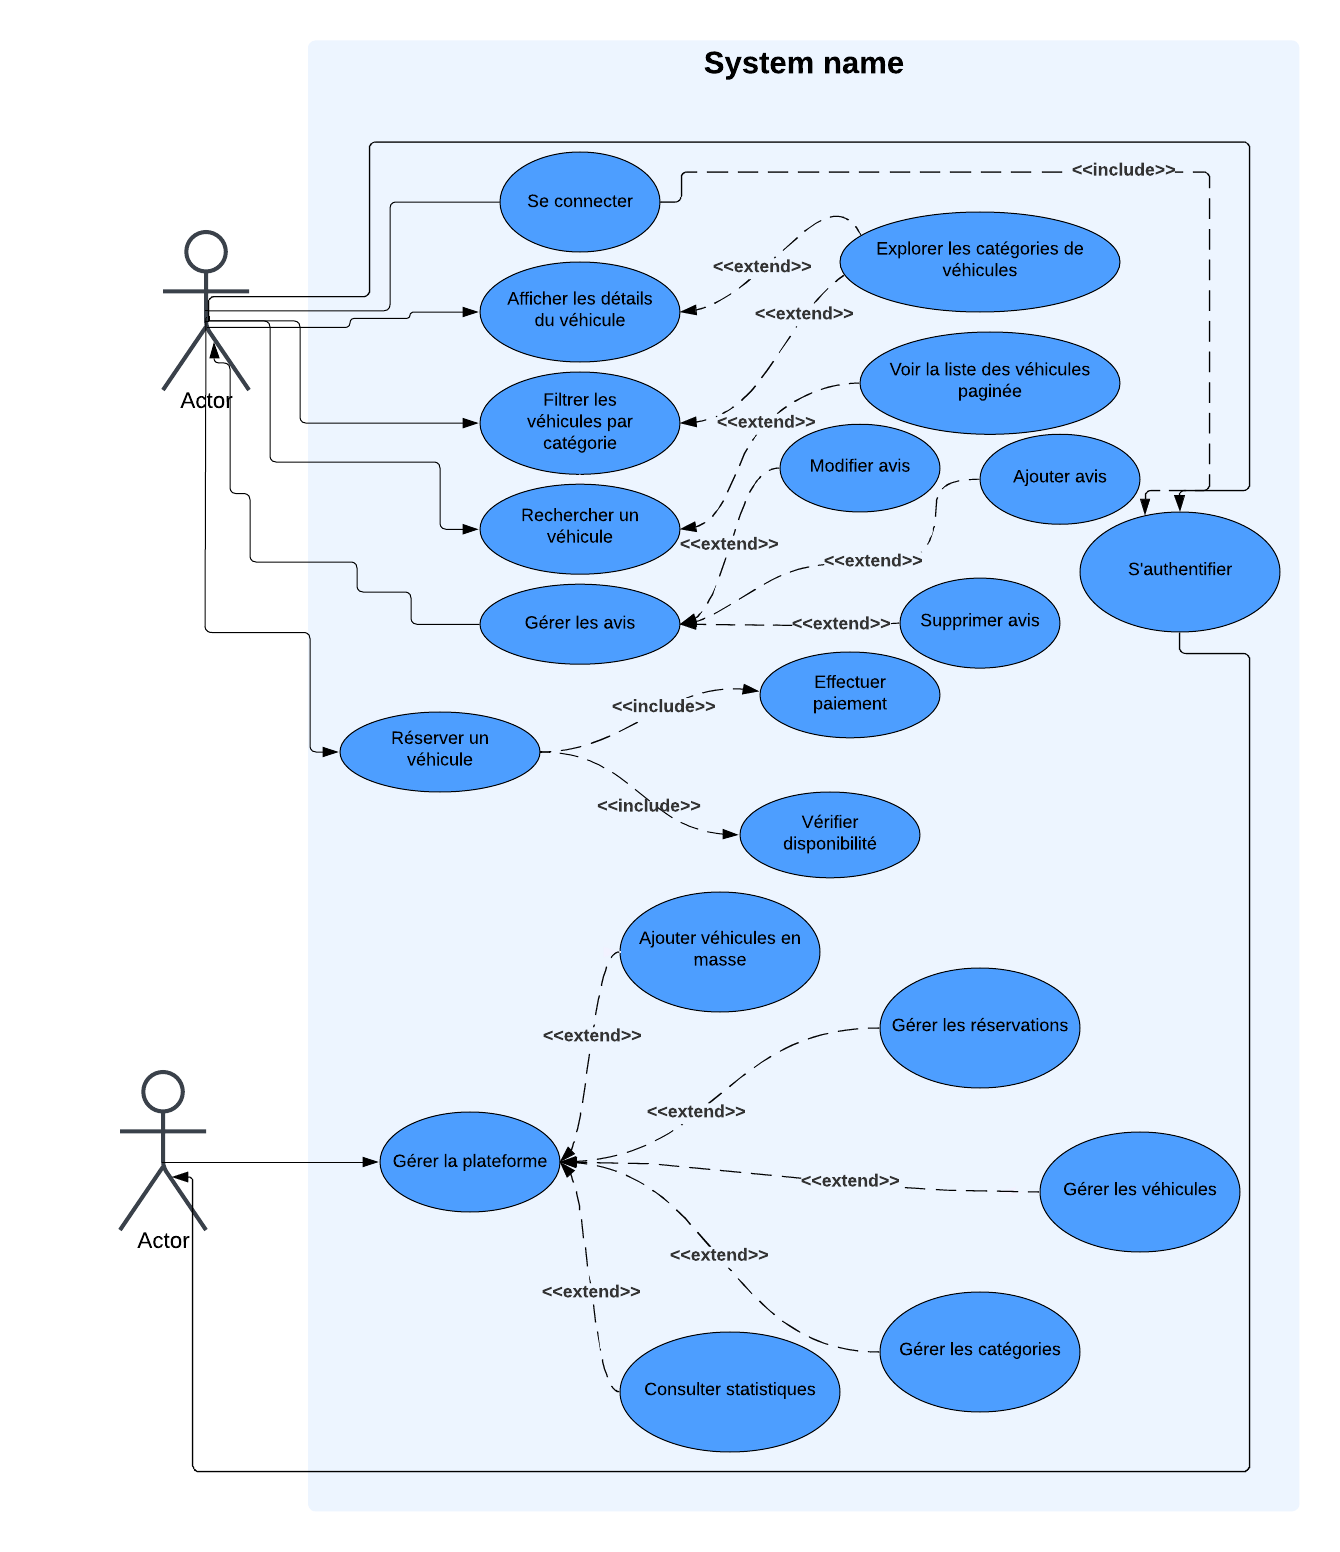 System name
<<include>>
Se connecter
Explorer les catégories de
véhicules
<<extend>>
Afficher les détails
du véhicule
<<extend>>
Voir la liste des véhicules
paginée
Actor
Filtrer les
véhicules par
catégorie
<<extend>>
Modifier avis
Ajouter avis
Rechercher un
véhicule
<<extend>>
<<extend>>
S'authentifier
Gérer les avis
<<extend>>
Supprimer avis
Effectuer
paiement
<<include>>
Réserver un
véhicule
<<include>>
Vérifier
disponibilité
Ajouter véhicules en
masse
<<extend>>
Gérer les réservations
<<extend>>
Gérer la plateforme
<<extend>>
Gérer les véhicules
Actor
<<extend>>
<<extend>>
Gérer les catégories
Consulter statistiques